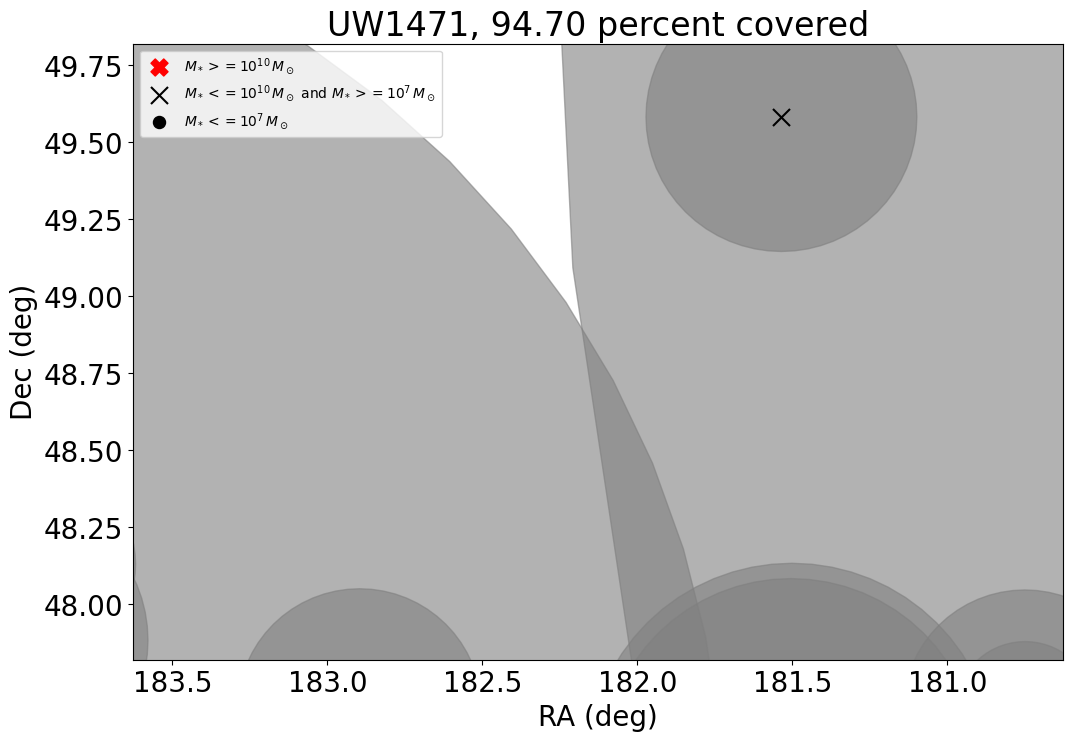 UW1471, 94.70 percent covered
M* >= 10^10 M⊙
M* <= 10^10 M⊙ and M* >= 10^7 M⊙
M* <= 10^7 M⊙
49.75
49.50
49.25
49.00
48.75
48.50
48.25
48.00
Dec (deg)
183.5 183.0 182.5 182.0 181.5 181.0
RA (deg)